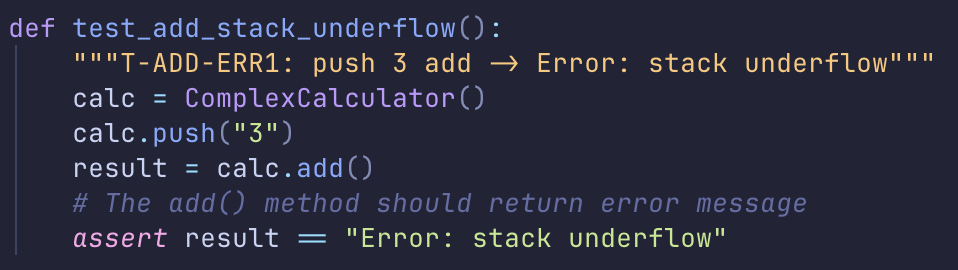 def test_add_stack_underflow():
    """T-ADD-ERR1: push 3 add -> Error: stack underflow"""
    calc = ComplexCalculator()
    calc.push("3")
    result = calc.add()
    # The add() method should return error message
    assert result == "Error: stack underflow"